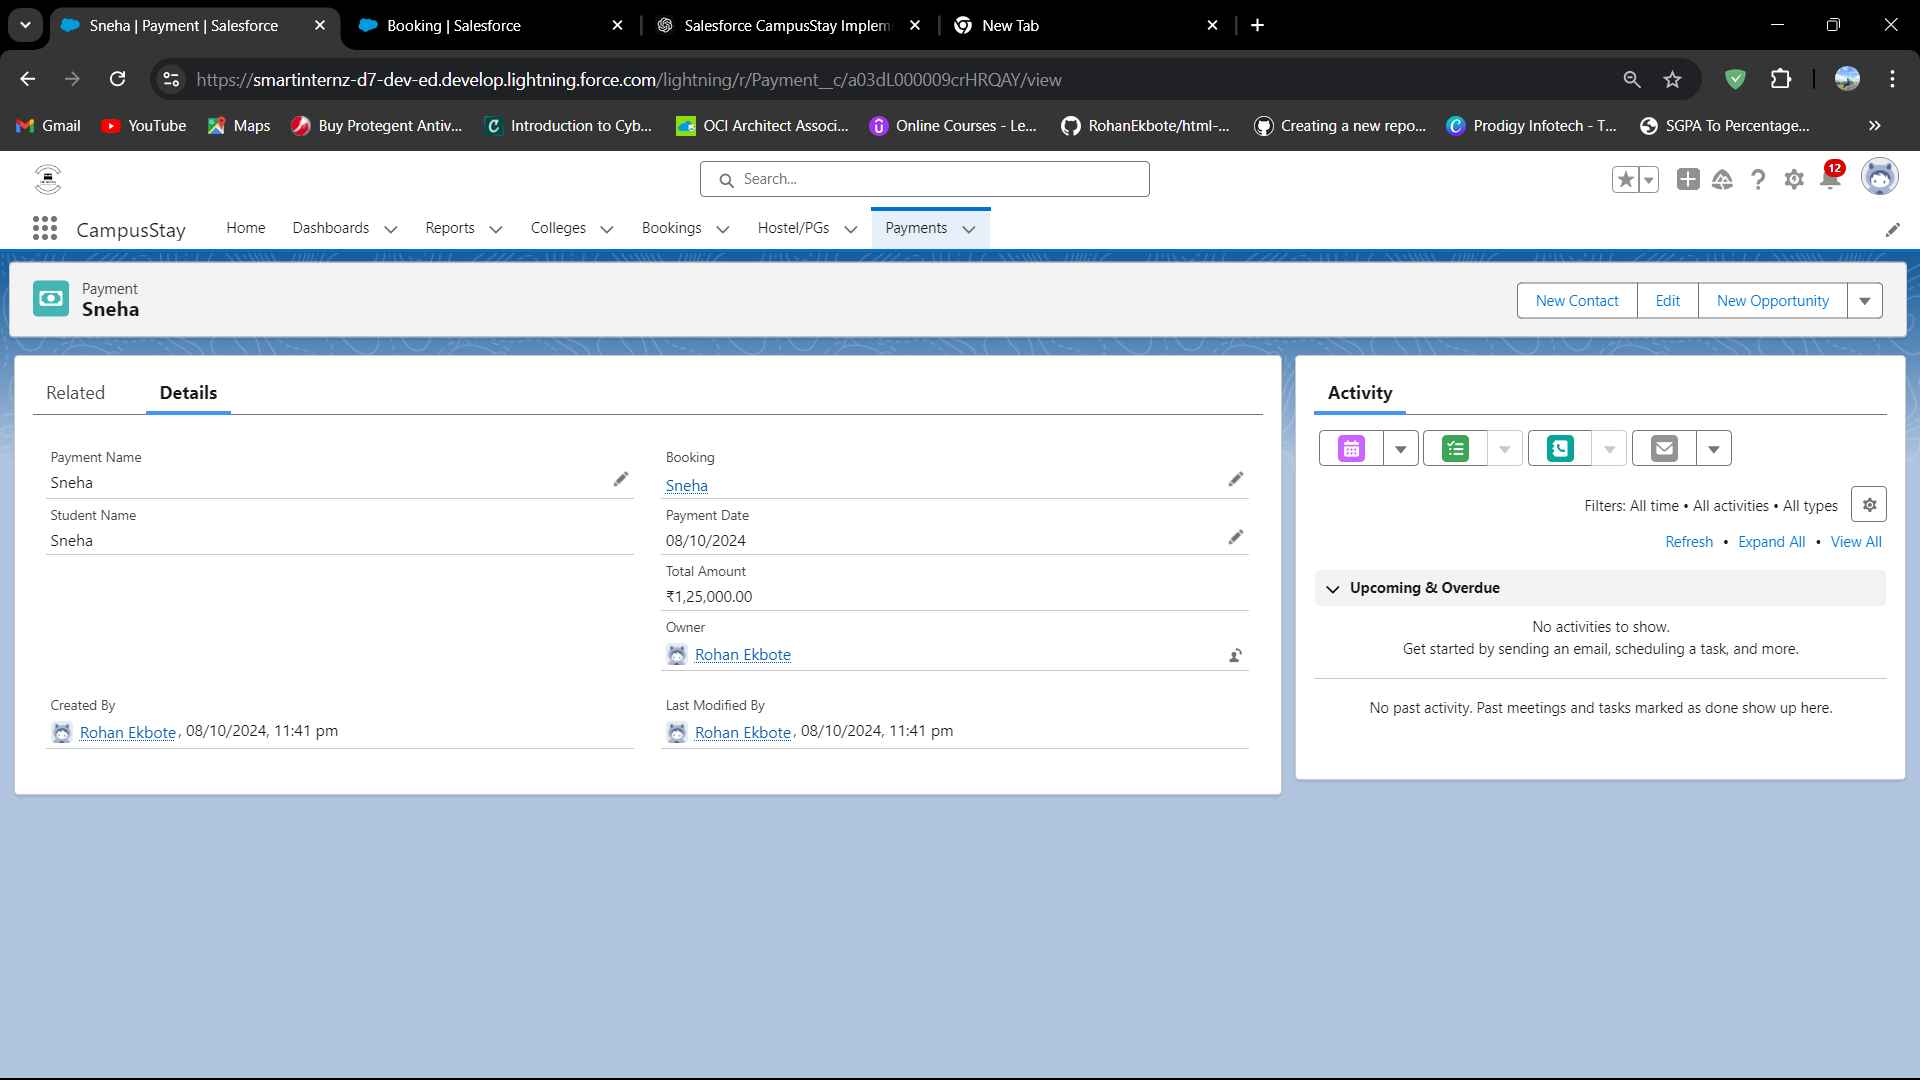 Sneha | Payment | Salesforce
Booking | Salesforce
Salesforce CampusStay Implem
New Tab
https://smartinternz-d7-dev-ed.develop.lightning.force.com/lightning/r/Payment__c/a03dL000009crHRQAY/view
Gmail
YouTube
Maps
Buy Protegent Antiv...
Introduction to Cyb...
OCI Architect Associ...
Online Courses - Le...
RohanEkbote/html-...
Creating a new repo...
Prodigy Infotech - T...
SGPA To Percentage...
Search...
12
CampusStay
Home
Dashboards
Reports
Colleges
Bookings
Hostel/PGs
Payments
Payment
Sneha
New Contact
Edit
New Opportunity
Related
Details
Payment Name
Sneha
Booking
Sneha
Student Name
Sneha
Payment Date
08/10/2024
Total Amount
₹1,25,000.00
Owner
Rohan Ekbote
Created By
Rohan Ekbote, 08/10/2024, 11:41 pm
Last Modified By
Rohan Ekbote, 08/10/2024, 11:41 pm
Activity
Filters: All time • All activities • All types
Refresh • Expand All • View All
Upcoming & Overdue
No activities to show.
Get started by sending an email, scheduling a task, and more.
No past activity. Past meetings and tasks marked as done show up here.